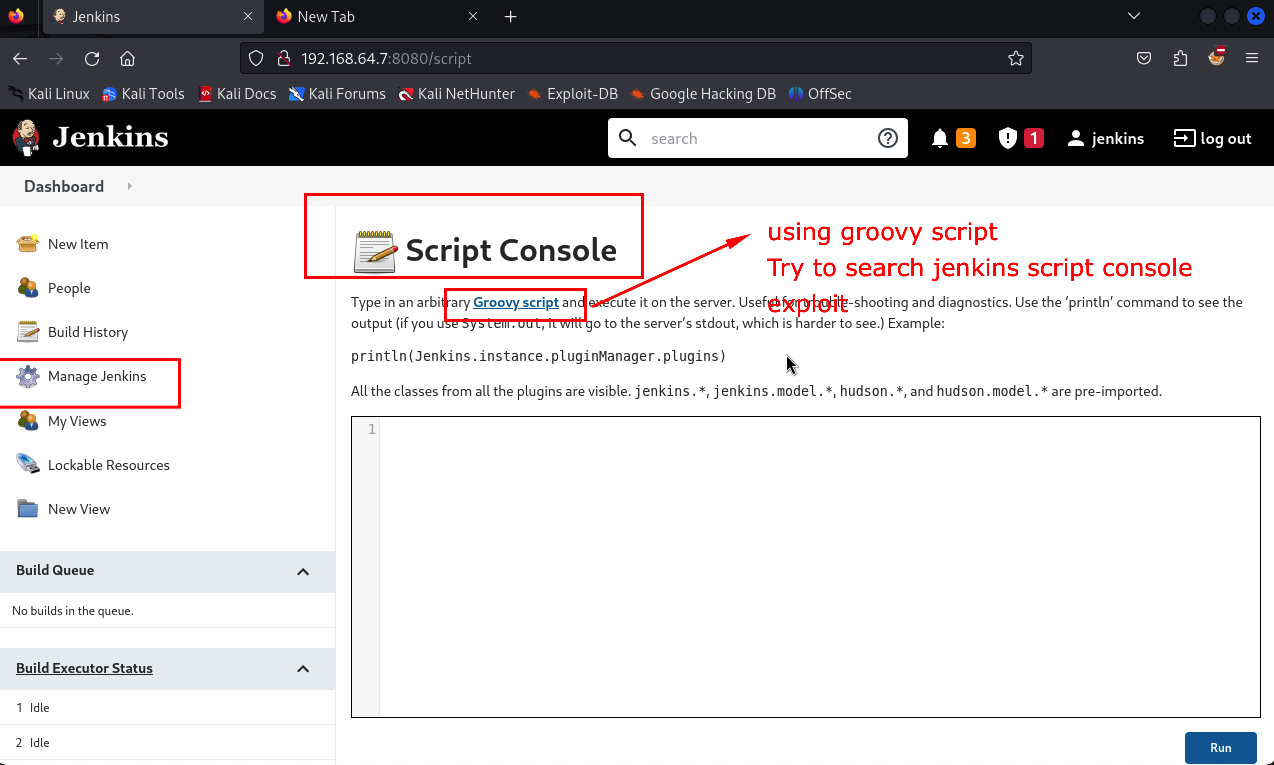 Jenkins
New Tab
192.168.64.7:8080/script
Kali Linux Kali Tools Kali Docs Kali Forums Kali NetHunter Exploit-DB Google Hacking DB OffSec
Jenkins
search
3
1
jenkins
log out
Dashboard
New Item
People
Build History
Manage Jenkins
My Views
Lockable Resources
New View
Build Queue
No builds in the queue.
Build Executor Status
1 Idle
2 Idle
Script Console
using groovy script
Try to search jenkins script console
exploit
Type in an arbitrary Groovy script and execute it on the server. Useful for trouble-shooting and diagnostics. Use the ‘println’ command to see the
output (if you use System.out, it will go to the server’s stdout, which is harder to see.) Example:
println(Jenkins.instance.pluginManager.plugins)
All the classes from all the plugins are visible. jenkins.*, jenkins.model.*, hudson.*, and hudson.model.* are pre-imported.
1
Run